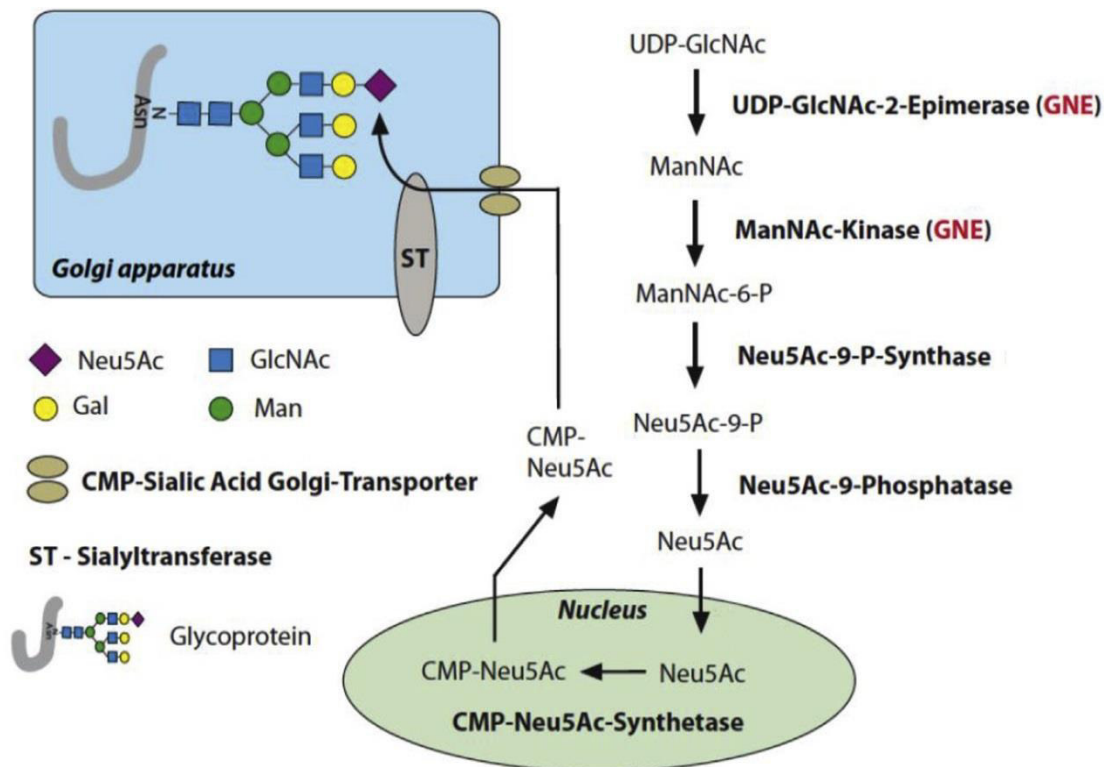 UDP-GlcNAc
UDP-GlcNAc-2-Epimerase (GNE)
ManNAc
ManNAc-Kinase (GNE)
ManNAc-6-P
Neu5Ac-9-P-Synthase
Neu5Ac-9-P
Neu5Ac-9-Phosphatase
Neu5Ac
Nucleus
Neu5Ac
CMP-Neu5Ac
CMP-Neu5Ac-Synthetase
CMP-
Neu5Ac
Asn
N
ST
Golgi apparatus
Neu5Ac
GlcNAc
Gal
Man
CMP-Sialic Acid Golgi-Transporter
ST - Sialyltransferase
Asn
N
Glycoprotein